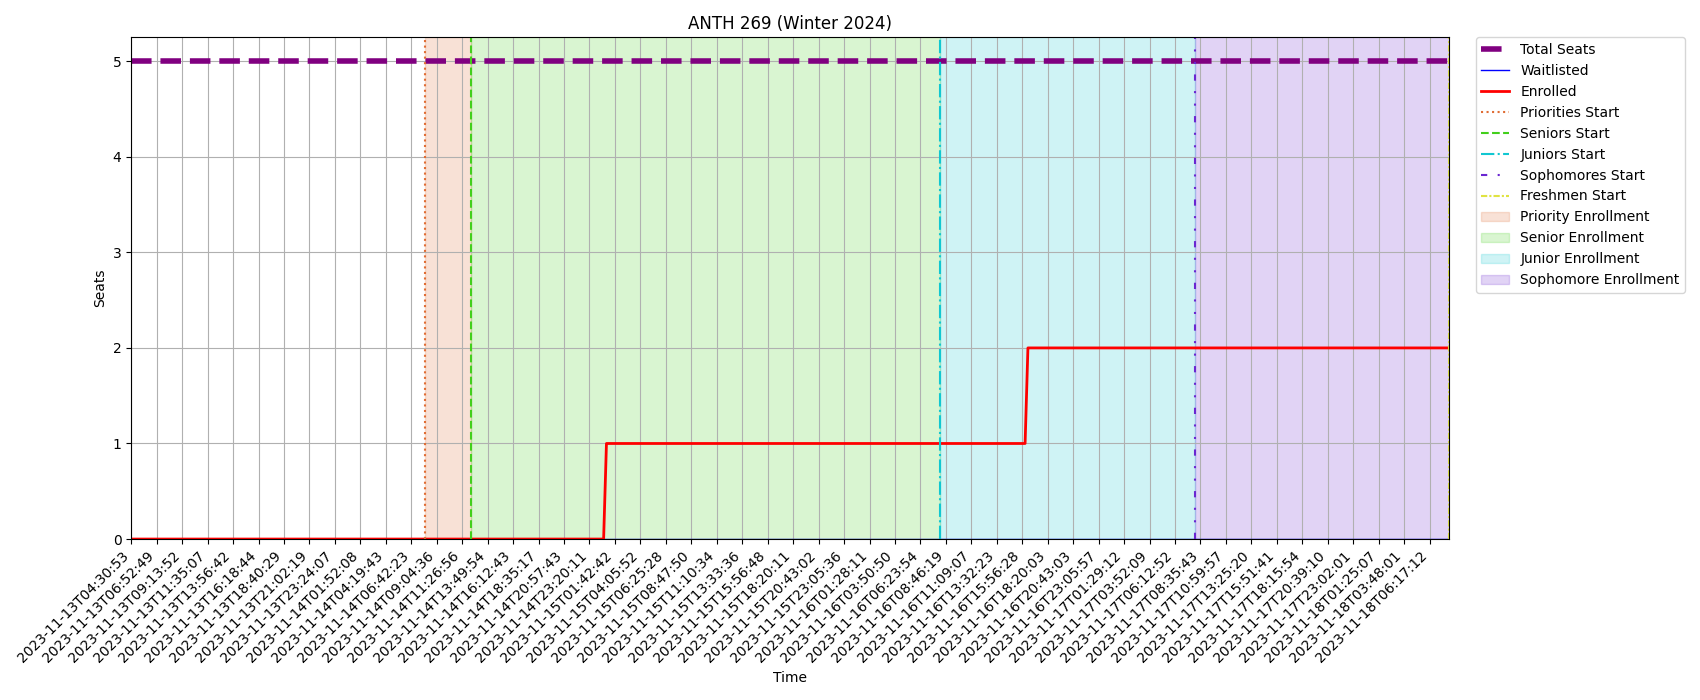 ANTH 269 (Winter 2024)
5
4
3
2
1
0
Seats
2023-11-13T04:30:53
2023-11-13T06:52:49
2023-11-13T09:13:52
2023-11-13T11:35:07
2023-11-13T13:56:42
2023-11-13T16:18:44
2023-11-13T18:40:29
2023-11-13T21:02:19
2023-11-13T23:24:07
2023-11-14T01:52:08
2023-11-14T04:19:43
2023-11-14T06:42:23
2023-11-14T09:04:36
2023-11-14T11:26:56
2023-11-14T13:49:54
2023-11-14T16:12:43
2023-11-14T18:35:17
2023-11-14T20:57:43
2023-11-14T23:20:11
2023-11-15T01:42:42
2023-11-15T04:05:52
2023-11-15T06:25:28
2023-11-15T08:47:50
2023-11-15T11:10:34
2023-11-15T13:33:36
2023-11-15T15:56:48
2023-11-15T18:20:11
2023-11-15T20:43:02
2023-11-15T23:05:36
2023-11-16T01:28:11
2023-11-16T03:50:50
2023-11-16T06:23:54
2023-11-16T08:46:19
2023-11-16T11:09:07
2023-11-16T13:32:23
2023-11-16T15:56:28
2023-11-16T18:20:03
2023-11-16T20:43:03
2023-11-16T23:05:57
2023-11-17T01:29:12
2023-11-17T03:52:09
2023-11-17T06:12:52
2023-11-17T08:35:43
2023-11-17T10:59:57
2023-11-17T13:25:20
2023-11-17T15:51:41
2023-11-17T18:15:54
2023-11-17T20:39:10
2023-11-17T23:02:01
2023-11-18T01:25:07
2023-11-18T03:48:01
2023-11-18T06:17:12
Time
Total Seats
Waitlisted
Enrolled
Priorities Start
Seniors Start
Juniors Start
Sophomores Start
Freshmen Start
Priority Enrollment
Senior Enrollment
Junior Enrollment
Sophomore Enrollment